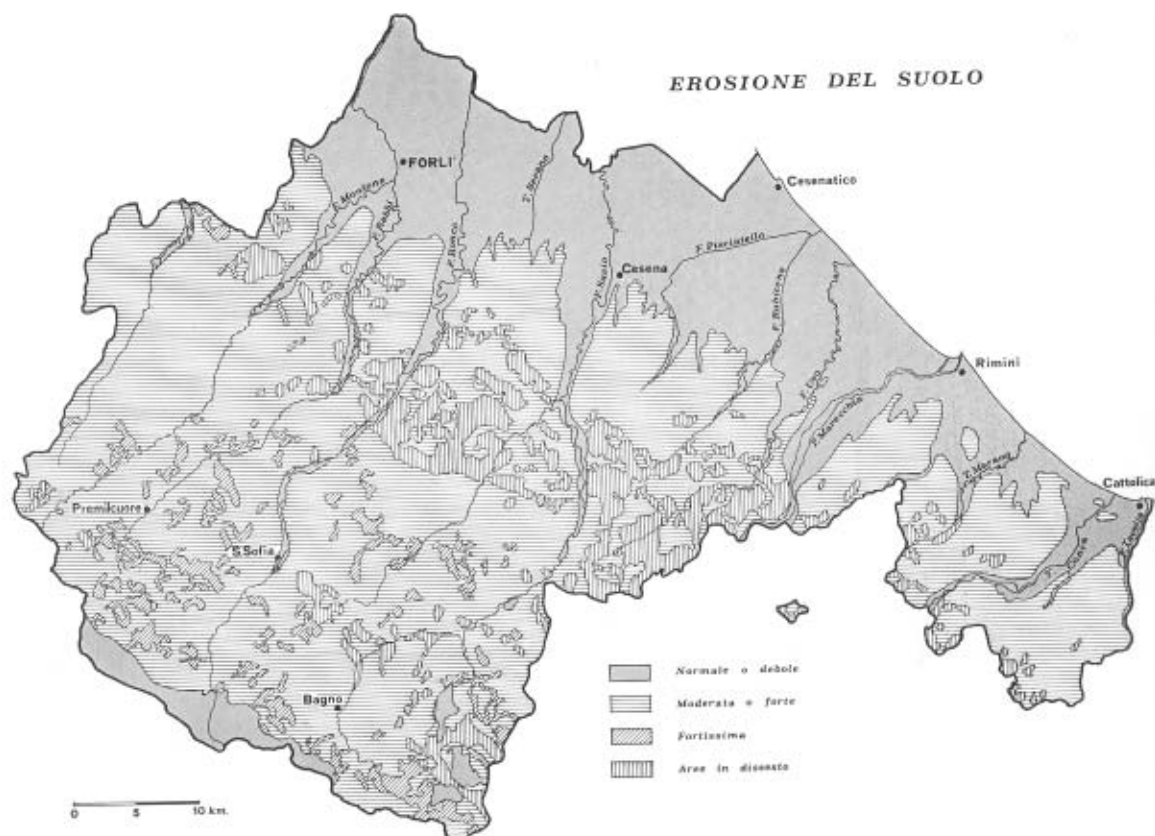 EROSIONE DEL SUOLO
FORLI'
Cesenatico
F. Montone
F. Rabbi
F. Ronco
T. Bevano
F. Savio
F. Pisciatello
Cesena
F. Rubicone
F. Uso
Rimini
F. Marecchia
T. Marano
Cattolica
Premilcuore
S. Sofia
F. Conca
Bagno
Normale o debole
Moderata o forte
Fortissima
Aree in dissesto
0 5 10 km.